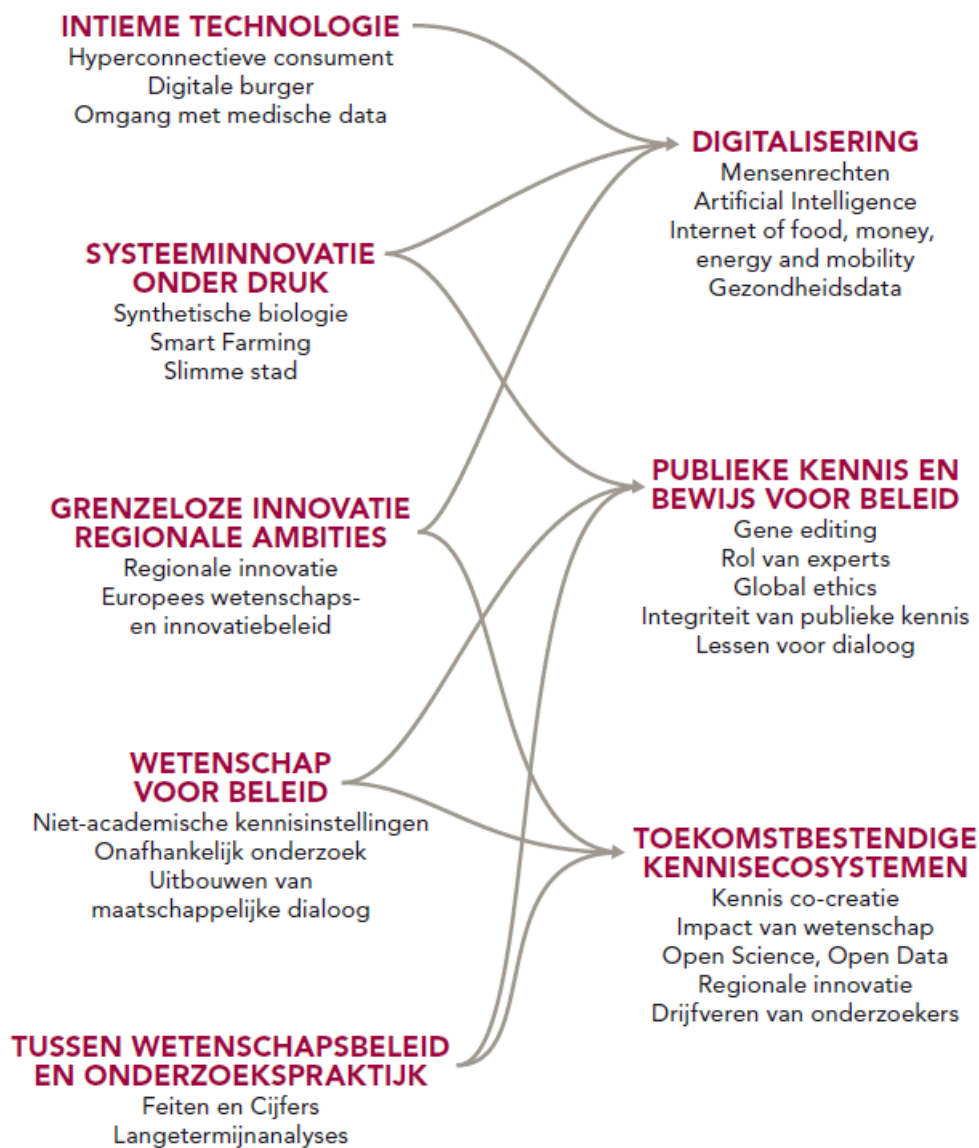 INTIEME TECHNOLOGIE
Hyperconnectieve consument
Digitale burger
Omgang met medische data
SYSTEEMINNOVATIE
ONDER DRUK
Synthetische biologie
Smart Farming
Slimme stad
GRENZELOZE INNOVATIE
REGIONALE AMBITIES
Regionale innovatie
Europees wetenschaps-
en innovatiebeleid
WETENSCHAP
VOOR BELEID
Niet-academische kennisinstellingen
Onafhankelijk onderzoek
Uitbouwen van
maatschappelijke dialoog
TUSSEN WETENSCHAPSBELEID
EN ONDERZOEKSPRAKTIJK
Feiten en Cijfers
Langetermijnanalyses
DIGITALISERING
Mensenrechten
Artificial Intelligence
Internet of food, money,
energy and mobility
Gezondheidsdata
PUBLIEKE KENNIS EN
BEWIJS VOOR BELEID
Gene editing
Rol van experts
Global ethics
Integriteit van publieke kennis
Lessen voor dialoog
TOEKOMSTBESTENDIGE
KENNISECOSYSTEMEN
Kennis co-creatie
Impact van wetenschap
Open Science, Open Data
Regionale innovatie
Drijfveren van onderzoekers